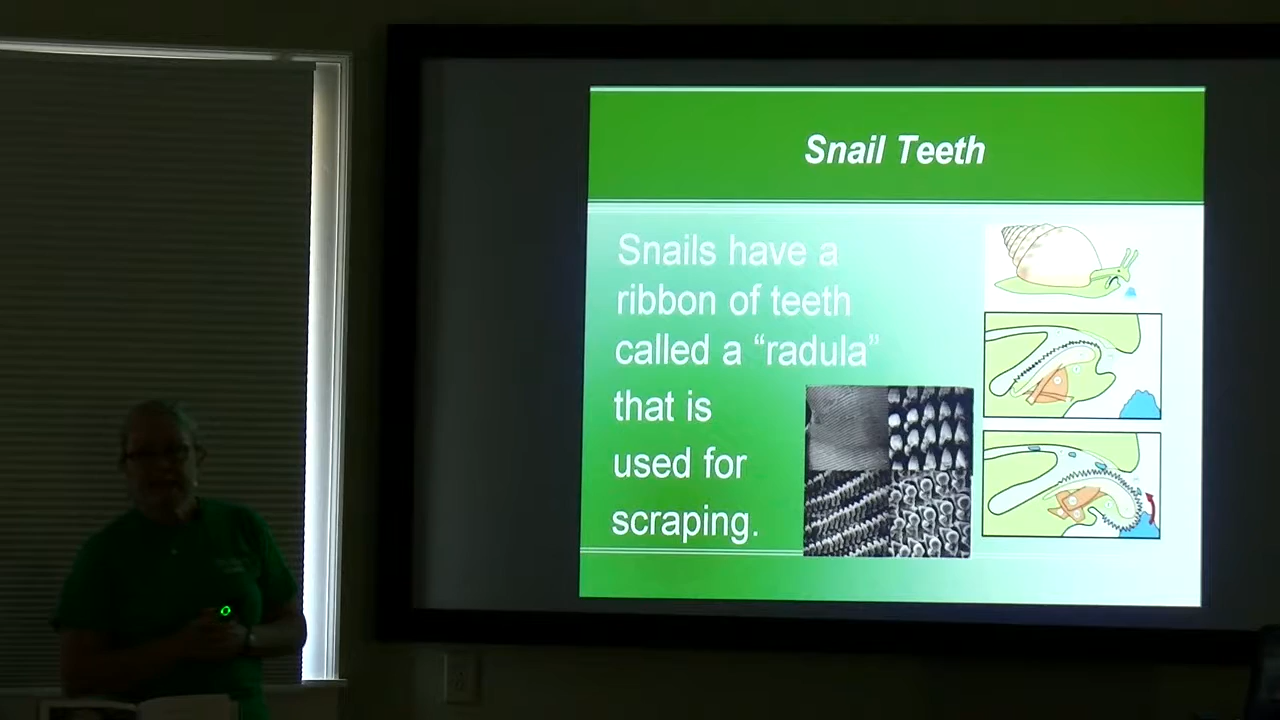 Snail Teeth
Snails have a
ribbon of teeth
called a “radula”
that is
used for
scraping.